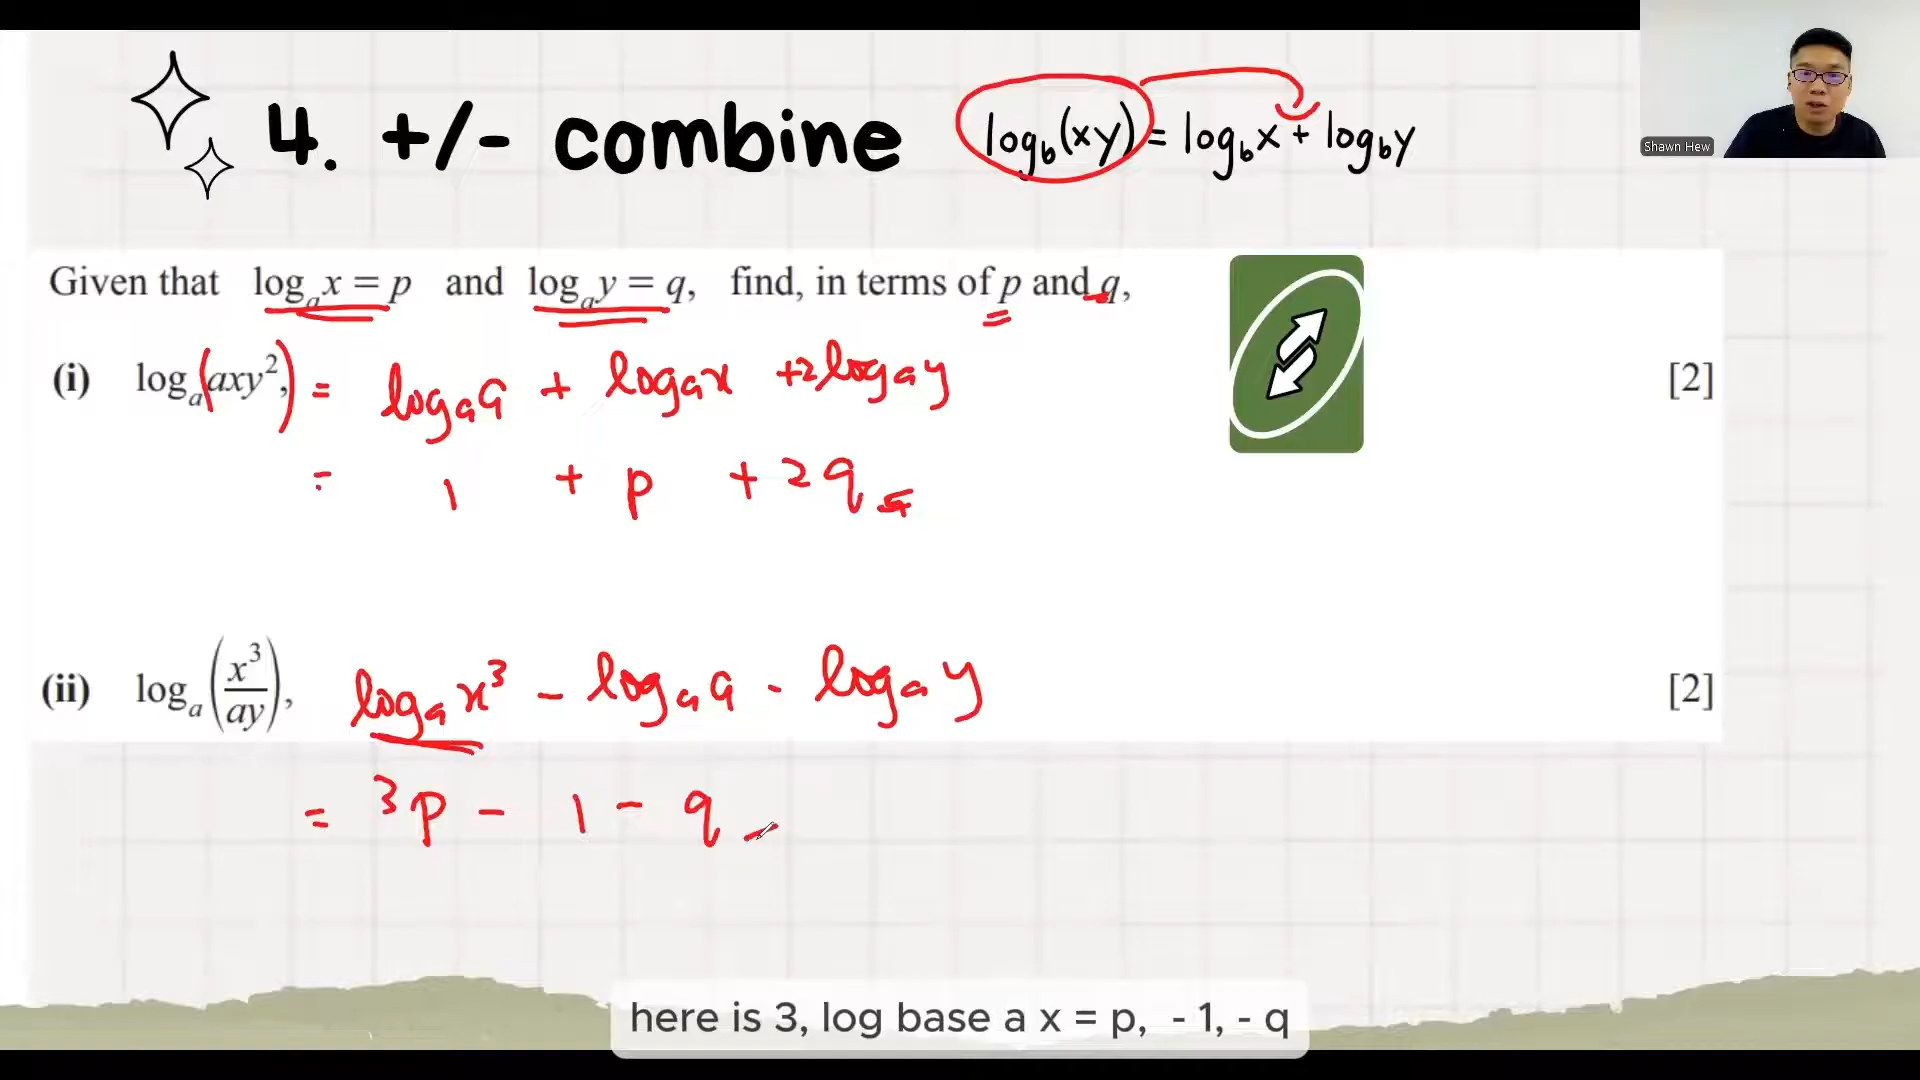 4. +/- combine
log_b(xy) = log_b x + log_b y
Shawn Hew
Given that log_a x = p and log_a y = q, find, in terms of p and q,
(i) log_a(axy², ) = log_a a + log_a x +2log_a y [2]
= 1 + p + 2q
(ii) log_a (x³/ay), log_a x³ - log_a a - log_a y [2]
= 3p - 1 - q
here is 3, log base a x = p, - 1, - q